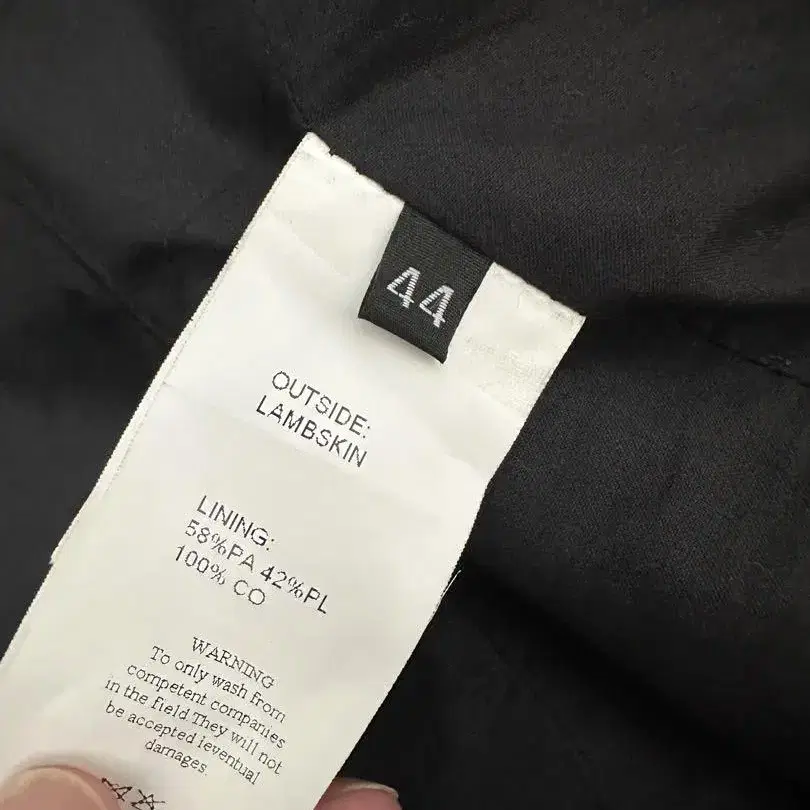 44
OUTSIDE:
LAMBSKIN
LINING:
58%PA 42%PL
100% CO
WARNING
To only wash from
competent companies
in the field They will not
be accepted ieventual
damages.